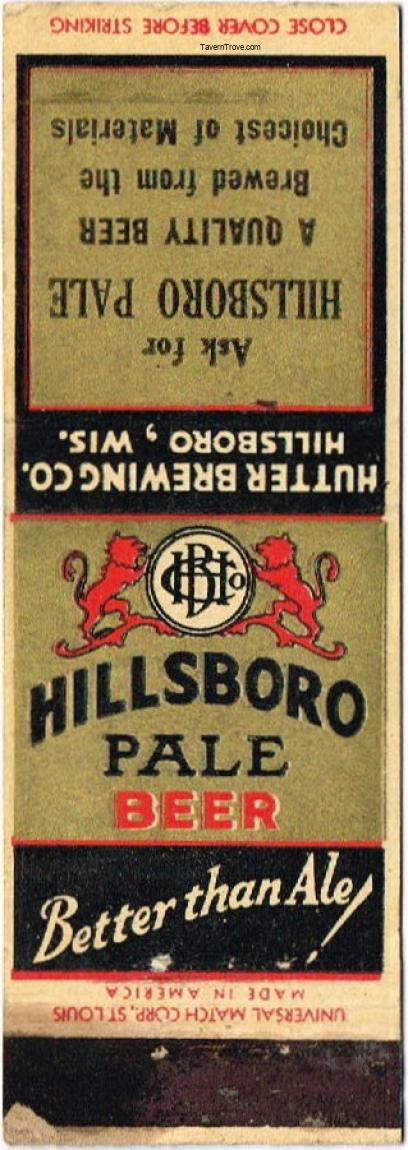 CLOSE COVER BEFORE STRIKING
TavernTrove.com
Ask for
HILLSBORO PALE
A QUALITY BEER
Brewed from the
Choicest of Materials
HUTTER BREWING CO.
HILLSBORO, WIS.
HBCo
HILLSBORO
PALE
BEER
Better than Ale!
UNIVERSAL MATCH CORP., ST. LOUIS
MADE IN AMERICA